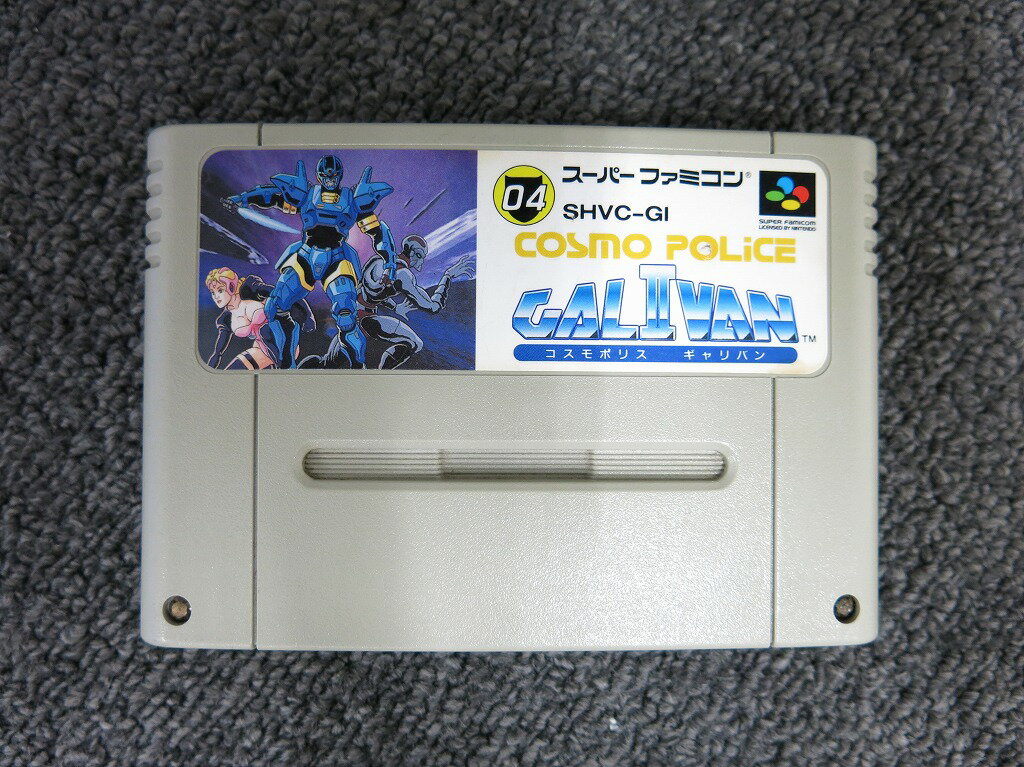 04
スーパーファミコン®
SHVC-GI
SUPER FAMICOM
LICENSED BY NINTENDO
COSMO POLICE
GALIVAN II TM
コスモポリス ギャリバン